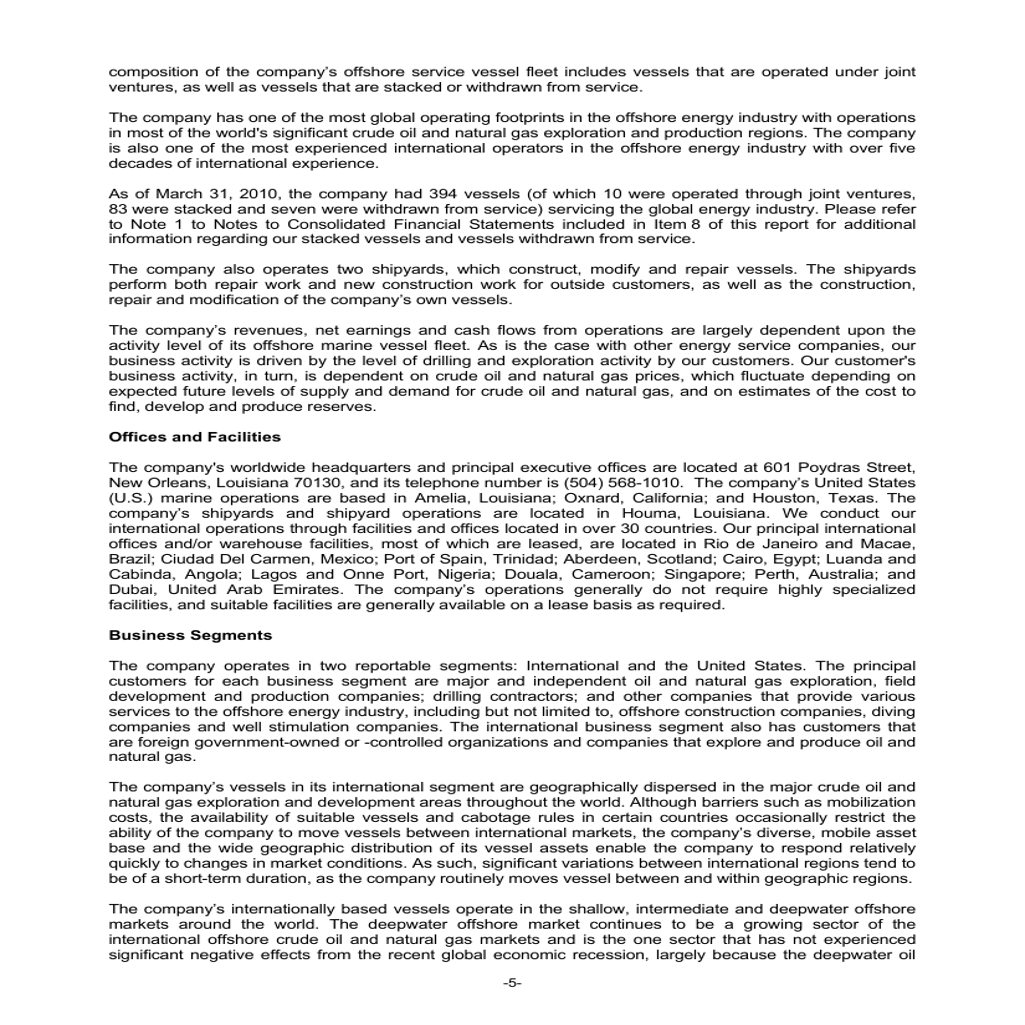 composition of the company's offshore service vessel fleet includes vessels that are operated under joint
ventures, as well as vessels that are stacked or withdrawn from service.
The company has one of the most global operating footprints in the offshore energy industry with operations
in most of the world's significant crude oil and natural gas exploration and production regions. The company
is also one of the most experienced international operators in the offshore energy industry with over five
decades of international experience.
As of March 31, 2010, the company had 394 vessels (of which 10 were operated through joint ventures,
83 were stacked and seven were withdrawn from service) servicing the global energy industry. Please refer
to Note 1 to Notes to Consolidated Financial Statements included in Item 8 of this report for additional
information regarding our stacked vessels and vessels withdrawn from service.
The company also operates two shipyards, which construct, modify and repair vessels. The shipyards
perform both repair work and new construction work for outside customers, as well as the construction,
repair and modification of the company's own vessels.
The company's revenues, net earnings and cash flows from operations are largely dependent upon the
activity level of its offshore marine vessel fleet. As is the case with other energy service companies, our
business activity is driven by the level of drilling and exploration activity by our customers. Our customer's
business activity, in turn, is dependent on crude oil and natural gas prices, which fluctuate depending on
expected future levels of supply and demand for crude oil and natural gas, and on estimates of the cost to
find, develop and produce reserves.
Offices and Facilities
The company's worldwide headquarters and principal executive offices are located at 601 Poydras Street,
New Orleans, Louisiana 70130, and its telephone number is (504) 568-1010. The company's United States
(U.S.) marine operations are based in Amelia, Louisiana; Oxnard, California; and Houston, Texas. The
company's shipyards and shipyard operations are located in Houma, Louisiana. We conduct our
international operations through facilities and offices located in over 30 countries. Our principal international
offices and/or warehouse facilities, most of which are leased, are located in Rio de Janeiro and Macae,
Brazil; Ciudad Del Carmen, Mexico; Port of Spain, Trinidad; Aberdeen, Scotland; Cairo, Egypt; Luanda and
Cabinda, Angola; Lagos and Onne Port, Nigeria; Douala, Cameroon; Singapore; Perth, Australia; and
Dubai, United Arab Emirates. The company's operations generally do not require highly specialized
facilities, and suitable facilities are generally available on a lease basis as required.
Business Segments
The company operates in two reportable segments: International and the United States. The principal
customers for each business segment are major and independent oil and natural gas exploration, field
development and production companies; drilling contractors; and other companies that provide various
services to the offshore energy industry, including but not limited to, offshore construction companies, diving
companies and well stimulation companies. The international business segment also has customers that
are foreign government-owned or -controlled organizations and companies that explore and produce oil and
natural gas.
The company's vessels in its international segment are geographically dispersed in the major crude oil and
natural gas exploration and development areas throughout the world. Although barriers such as mobilization
costs, the availability of suitable vessels and cabotage rules in certain countries occasionally restrict the
ability of the company to move vessels between international markets, the company's diverse, mobile asset
base and the wide geographic distribution of its vessel assets enable the company to respond relatively
quickly to changes in market conditions. As such, significant variations between international regions tend to
be of a short-term duration, as the company routinely moves vessel between and within geographic regions.
The company's internationally based vessels operate in the shallow, intermediate and deepwater offshore
markets around the world. The deepwater offshore market continues to be a growing sector of the
international offshore crude oil and natural gas markets and is the one sector that has not experienced
significant negative effects from the recent global economic recession, largely because the deepwater oil
-5-